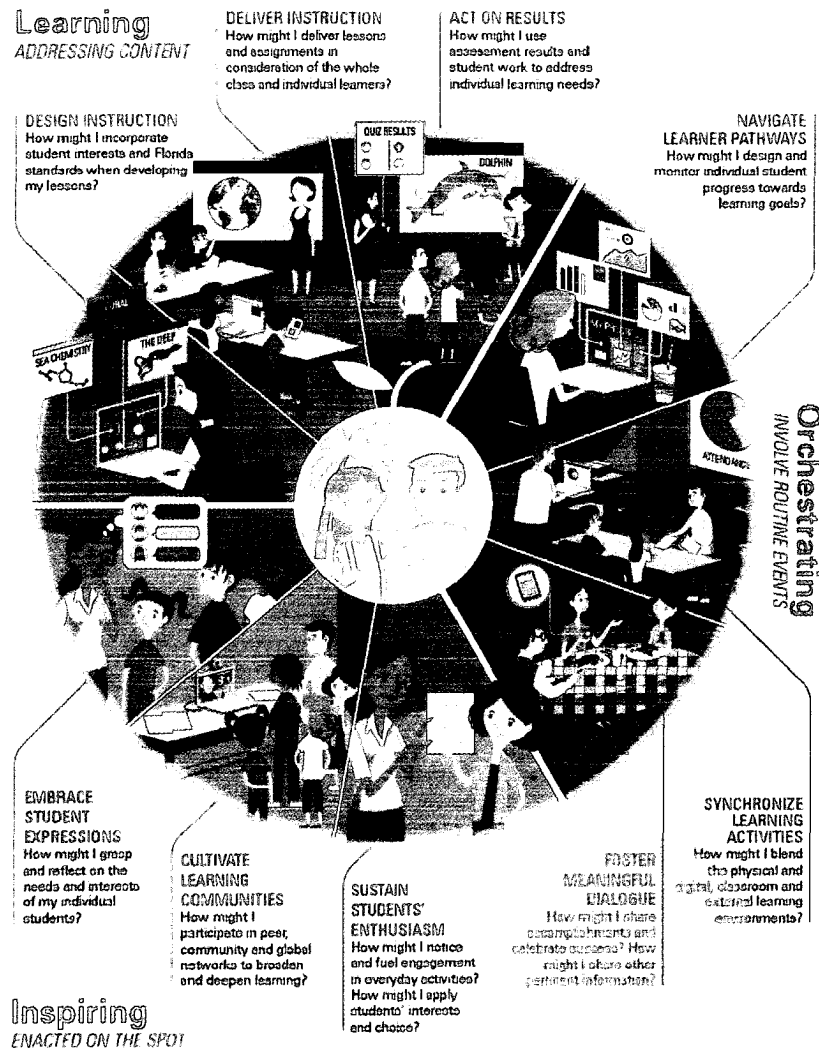 Learning
ADDRESSING CONTENT
DELIVER INSTRUCTION
How might I deliver lessons
and assignments in
consideration of the whole
class and individual learners?
ACT ON RESULTS
How might I use
assessment results and
student work to address
individual learning needs?
DESIGN INSTRUCTION
How might I incorporate
student interests and Florida
standards when developing
my lessons?
NAVIGATE
LEARNER PATHWAYS
How might I design and
monitor individual student
progress towards
learning goals?
QUIZ RESULTS
DOLPHIN
SEA CHEMISTRY
THE DEEP
ATTENDANCE
Orchestrating
INVOLVE ROUTINE EVENTS
EMBRACE
STUDENT
EXPRESSIONS
How might I grasp
and reflect on the
needs and interests
of my individual
students?
CULTIVATE
LEARNING
COMMUNITIES
How might I
participate in peer,
community and global
networks to broaden
and deepen learning?
SUSTAIN
STUDENTS'
ENTHUSIASM
How might I notice
and fuel engagement
in everyday activities?
How might I apply
students' interests
and choice?
FOSTER
MEANINGFUL
DIALOGUE
How might I share
accomplishments and
celebrate success? How
might I share other
pertinent information?
SYNCHRONIZE
LEARNING
ACTIVITIES
How might I blend
the physical and
digital, classroom and
external learning
environments?
Inspiring
ENACTED ON THE SPOT